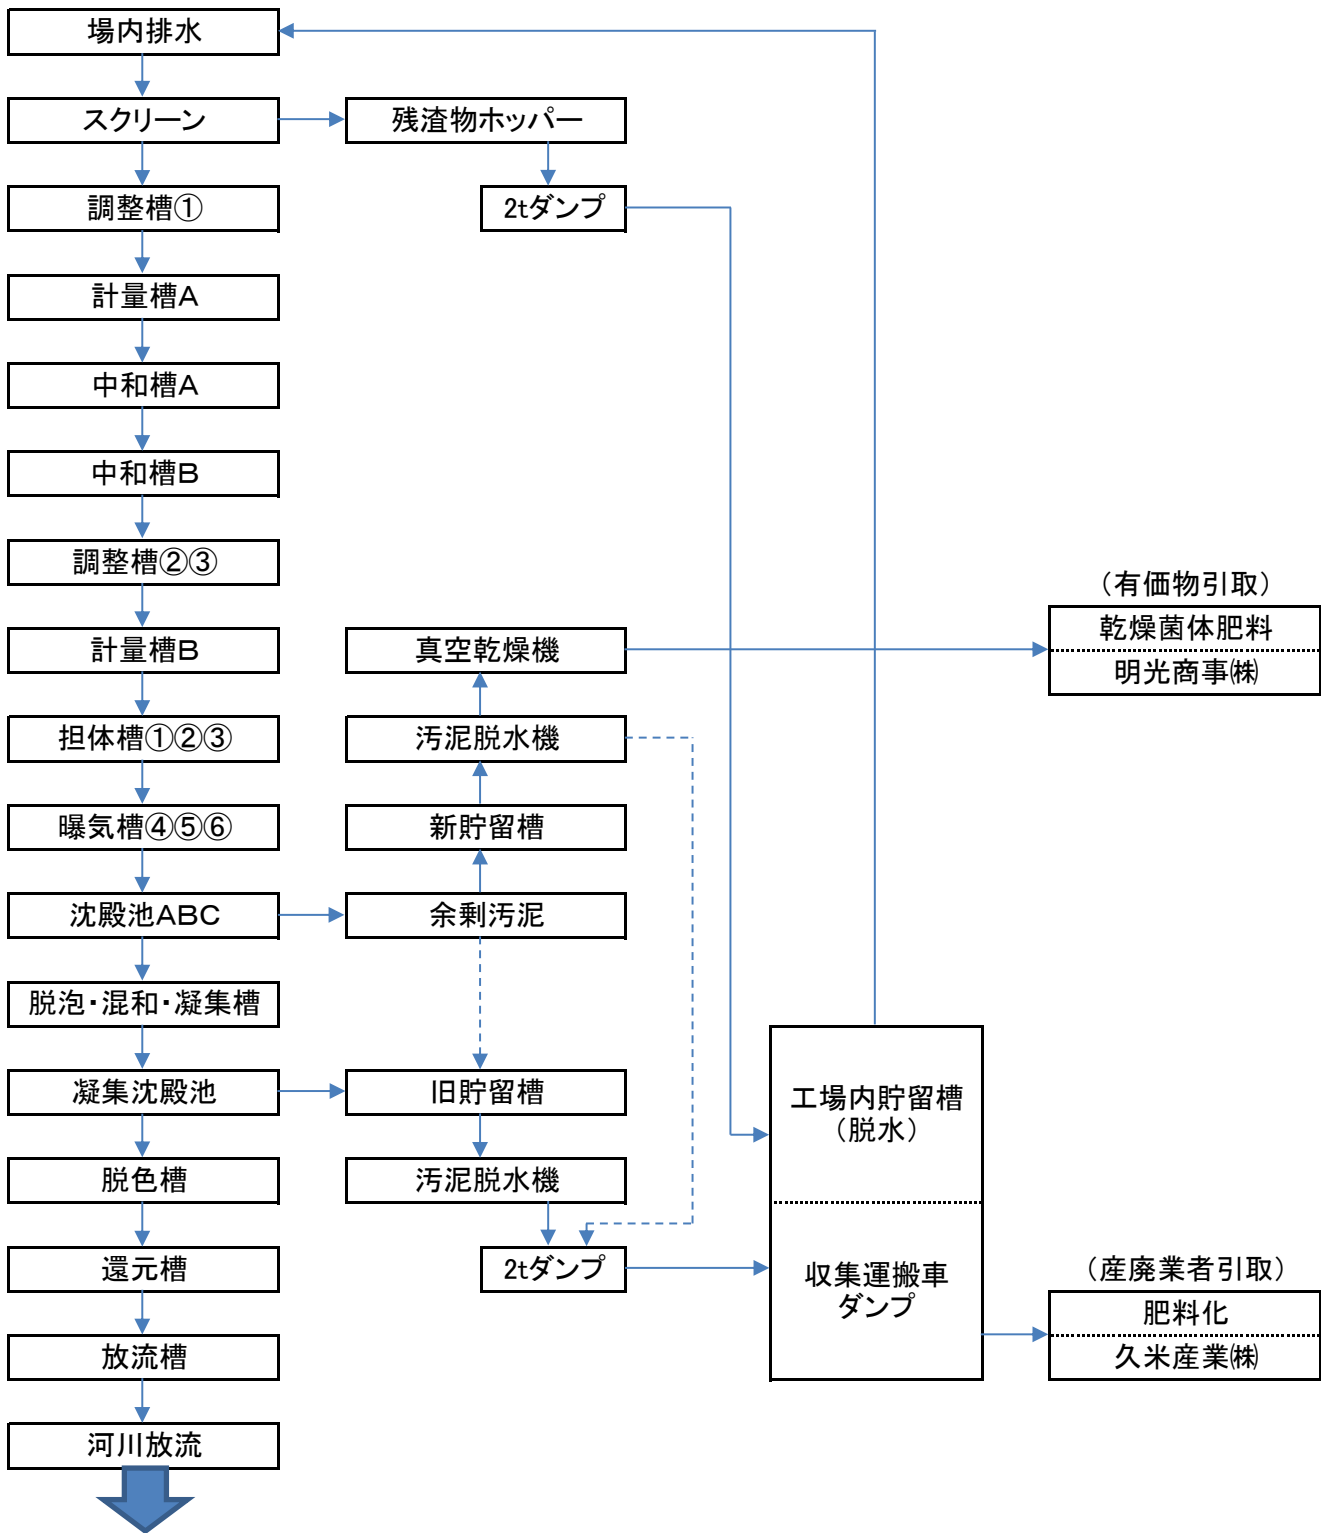 場内排水
スクリーン
残渣物ホッパー
調整槽①
2tダンプ
計量槽A
中和槽A
中和槽B
調整槽②③
（有価物引取）
計量槽B
真空乾燥機
乾燥菌体肥料
明光商事㈱
担体槽①②③
汚泥脱水機
曝気槽④⑤⑥
新貯留槽
沈殿池ABC
余剰汚泥
脱泡・混和・凝集槽
凝集沈殿池
旧貯留槽
工場内貯留槽
（脱水）
脱色槽
汚泥脱水機
還元槽
2tダンプ
収集運搬車
ダンプ
（産廃業者引取）
肥料化
久米産業㈱
放流槽
河川放流